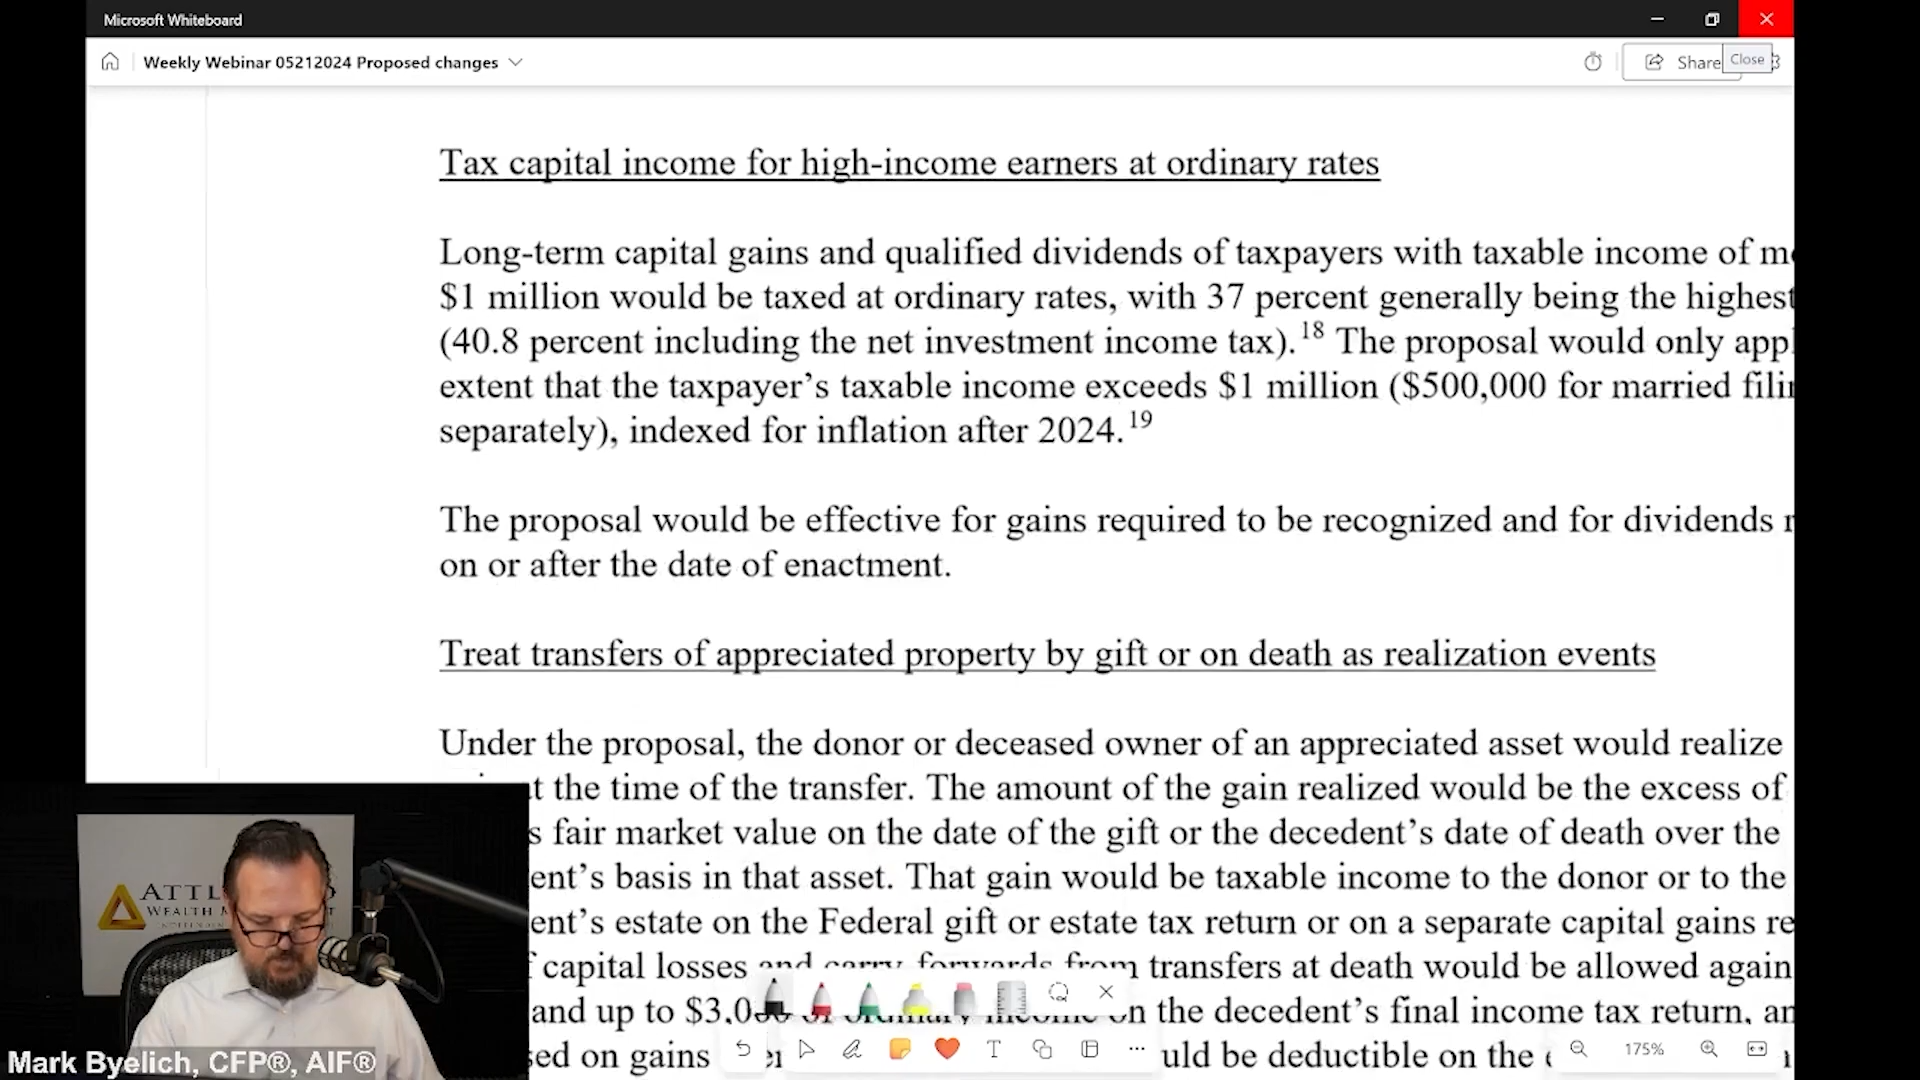 Microsoft Whiteboard
Weekly Webinar 05212024 Proposed changes
Share
Close
Tax capital income for high-income earners at ordinary rates
Long-term capital gains and qualified dividends of taxpayers with taxable income of
$1 million would be taxed at ordinary rates, with 37 percent generally being the highest
(40.8 percent including the net investment income tax).18 The proposal would only
extent that the taxpayer's taxable income exceeds $1 million ($500,000 for married
separately), indexed for inflation after 2024.19
The proposal would be effective for gains required to be recognized and for dividends
on or after the date of enactment.
Treat transfers of appreciated property by gift or on death as realization events
Under the proposal, the donor or deceased owner of an appreciated asset would realize
at the time of the transfer. The amount of the gain realized would be the excess of
fair market value on the date of the gift or the decedent's date of death over the
basis in that asset. That gain would be taxable income to the donor or to the
estate on the Federal gift or estate tax return or on a separate capital gains
capital losses and carry-forwards from transfers at death would be allowed
and up to of ordinary income on the decedent's final income tax return,
on gains be deductible on the
175%
Mark Byelich, CFP®, AIF®